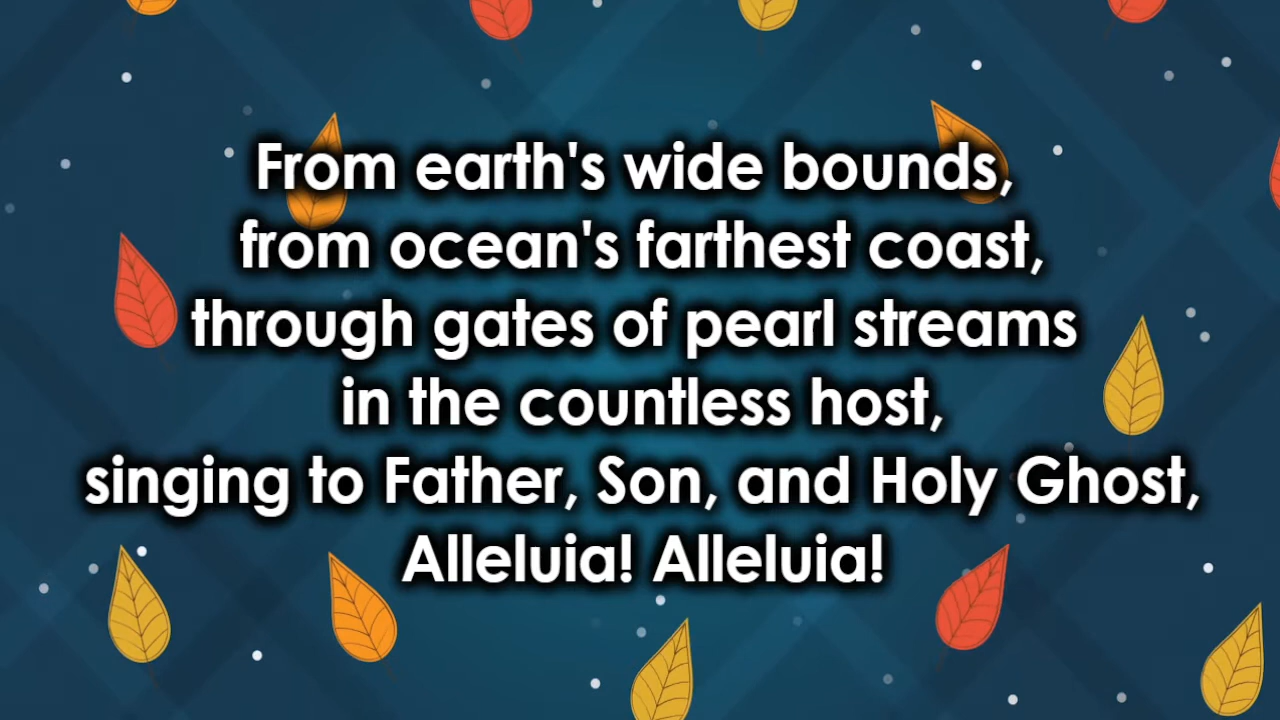 From earth's wide bounds,
from ocean's farthest coast,
through gates of pearl streams
in the countless host,
singing to Father, Son, and Holy Ghost,
Alleluia! Alleluia!